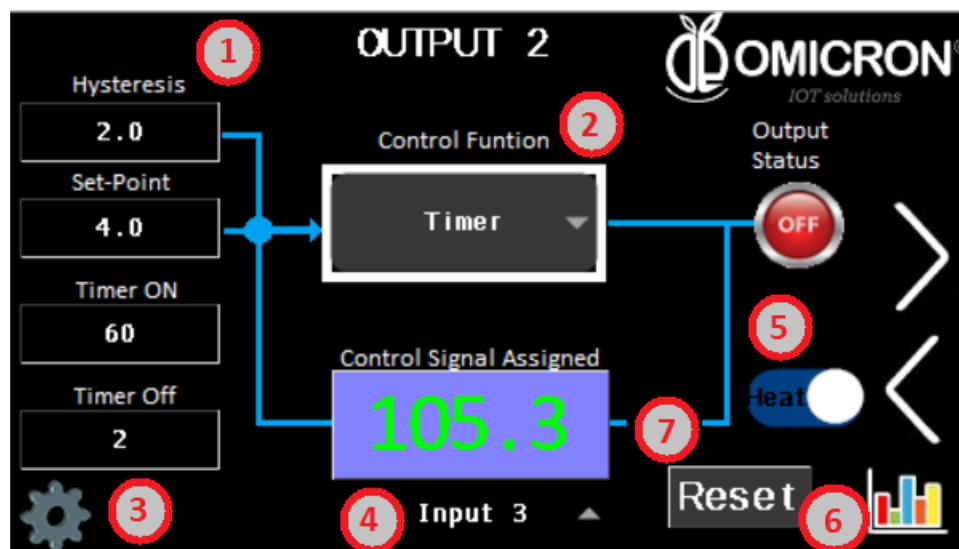 OUTPUT 2
OMICRON
IOT solutions
1
Hysteresis
2.0
2
Control Funtion
Output
Status
Set-Point
4.0
Timer
OFF
Timer ON
60
5
Control Signal Assigned
105.3
Heat
Timer Off
2
7
3
4
Input 3
Reset
6